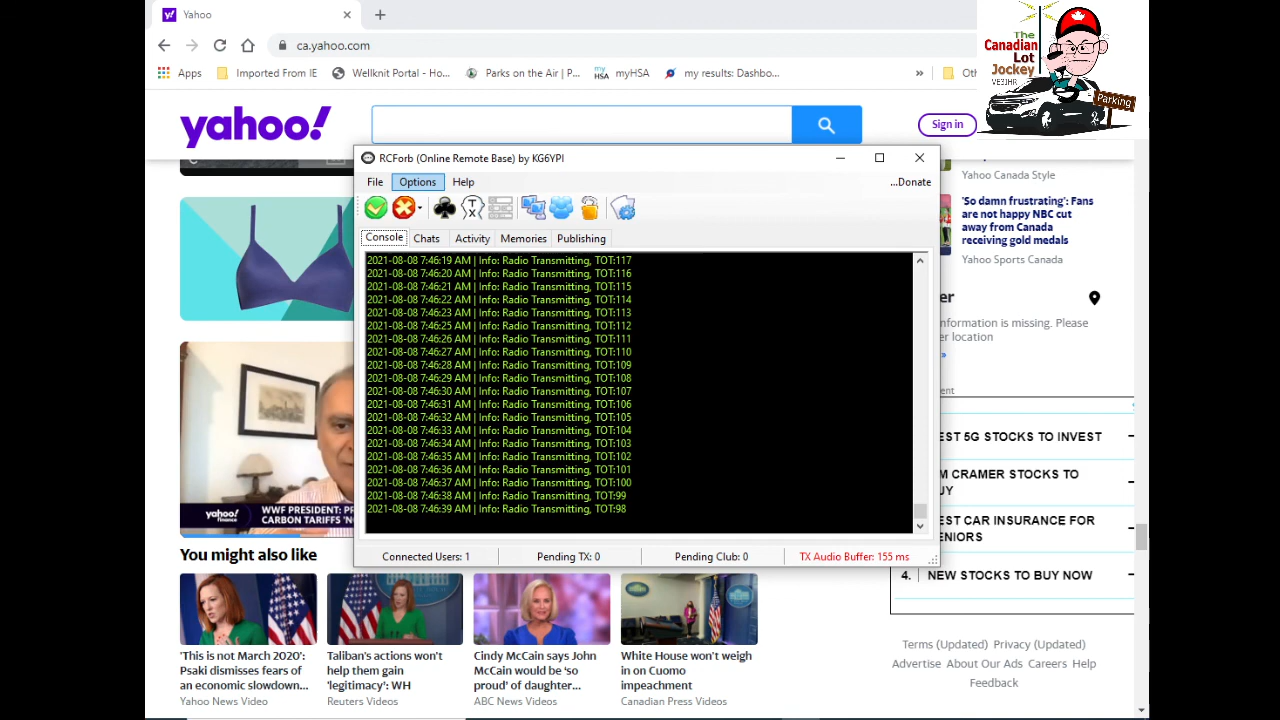 Yahoo
ca.yahoo.com
Apps
Imported From IE
Wellknit Portal - Ho...
Parks on the Air | P...
my HSA
myHSA
my results: Dashbo...
»
The
Canadian
Lot
Jockey
VE3JHR
Parking
yahoo!
Sign in
RCForb (Online Remote Base) by KG6YPI
File
Options
Help
...Donate
TX
Console
Chats
Activity
Memories
Publishing
2021-08-08 7:46:19 AM | Info: Radio Transmitting, TOT:117
2021-08-08 7:46:20 AM | Info: Radio Transmitting, TOT:116
2021-08-08 7:46:21 AM | Info: Radio Transmitting, TOT:115
2021-08-08 7:46:22 AM | Info: Radio Transmitting, TOT:114
2021-08-08 7:46:23 AM | Info: Radio Transmitting, TOT:113
2021-08-08 7:46:25 AM | Info: Radio Transmitting, TOT:112
2021-08-08 7:46:26 AM | Info: Radio Transmitting, TOT:111
2021-08-08 7:46:27 AM | Info: Radio Transmitting, TOT:110
2021-08-08 7:46:28 AM | Info: Radio Transmitting, TOT:109
2021-08-08 7:46:29 AM | Info: Radio Transmitting, TOT:108
2021-08-08 7:46:30 AM | Info: Radio Transmitting, TOT:107
2021-08-08 7:46:31 AM | Info: Radio Transmitting, TOT:106
2021-08-08 7:46:32 AM | Info: Radio Transmitting, TOT:105
2021-08-08 7:46:33 AM | Info: Radio Transmitting, TOT:104
2021-08-08 7:46:34 AM | Info: Radio Transmitting, TOT:103
2021-08-08 7:46:35 AM | Info: Radio Transmitting, TOT:102
2021-08-08 7:46:36 AM | Info: Radio Transmitting, TOT:101
2021-08-08 7:46:37 AM | Info: Radio Transmitting, TOT:100
2021-08-08 7:46:38 AM | Info: Radio Transmitting, TOT:99
2021-08-08 7:46:39 AM | Info: Radio Transmitting, TOT:98
Connected Users: 1
Pending TX: 0
Pending Club: 0
TX Audio Buffer: 155 ms
Yahoo Canada Style
'So damn frustrating': Fans
are not happy NBC cut
away from Canada
receiving gold medals
Yahoo Sports Canada
er
nformation is missing. Please
er location
»
ent
EST 5G STOCKS TO INVEST
M CRAMER STOCKS TO
UY
EST CAR INSURANCE FOR
ENIORS
4. NEW STOCKS TO BUY NOW
Terms (Updated) Privacy (Updated)
Advertise About Our Ads Careers Help
Feedback
yahoo!
finance
WWF PRESIDENT: PR
CARBON TARIFFS 'NO
You might also like
'This is not March 2020':
Psaki dismisses fears of
an economic slowdown...
Yahoo News Video
Taliban's actions won't
help them gain
'legitimacy': WH
Reuters Videos
Cindy McCain says John
McCain would be 'so
proud' of daughter...
ABC News Videos
White House won't weigh
in on Cuomo
impeachment
Canadian Press Videos